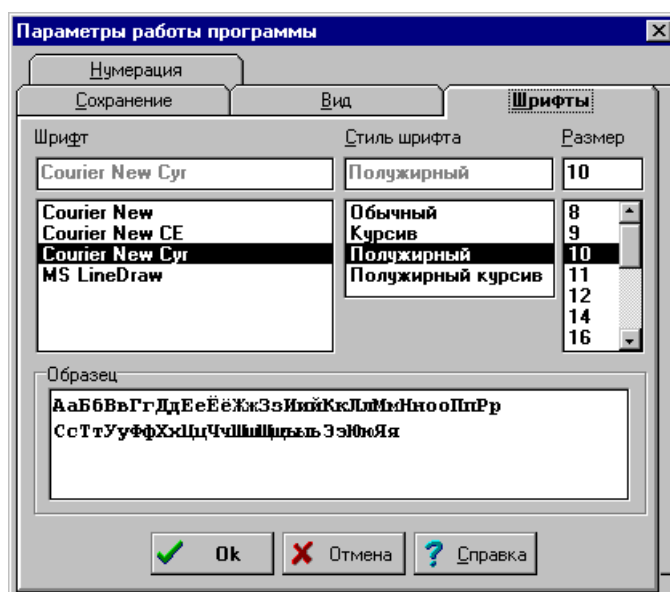 Параметры работы программы
Нумерация
Сохранение Вид Шрифты
Шрифт Стиль шрифта Размер
Courier New Cyr Полужирный 10
Courier New Обычный 8
Courier New CE Курсив 9
Courier New Cyr Полужирный 10
MS LineDraw Полужирный курсив 11
12
14
16
Образец
АаБбВвГгДдЕеЁёЖжЗзИийКкЛлМмНнооПпРр
СсТтУуФфХхЦцЧчШшЩщъыьЭэЮюЯя
Ok Отмена Справка